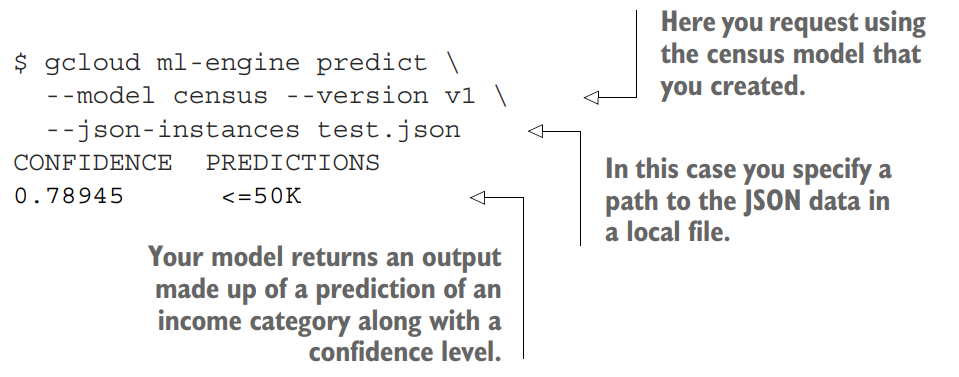 $ gcloud ml-engine predict \
--model census --version v1 \
--json-instances test.json
CONFIDENCE PREDICTIONS
0.78945 <=50K
Here you request using
the census model that
you created.
In this case you specify a
path to the JSON data in
a local file.
Your model returns an output
made up of a prediction of an
income category along with a
confidence level.